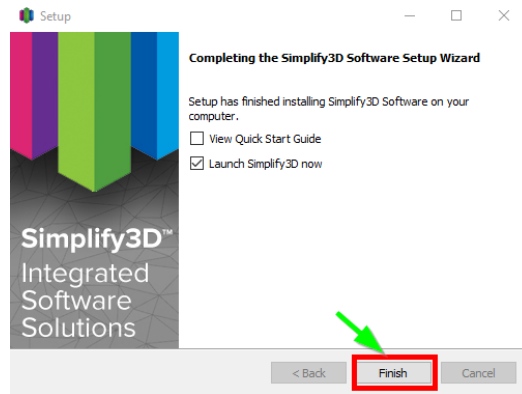 Setup
Completing the Simplify3D Software Setup Wizard
Setup has finished installing Simplify3D Software on your
computer.
View Quick Start Guide
Launch Simplify3D now
Simplify3D™
Integrated
Software
Solutions
< Back
Finish
Cancel